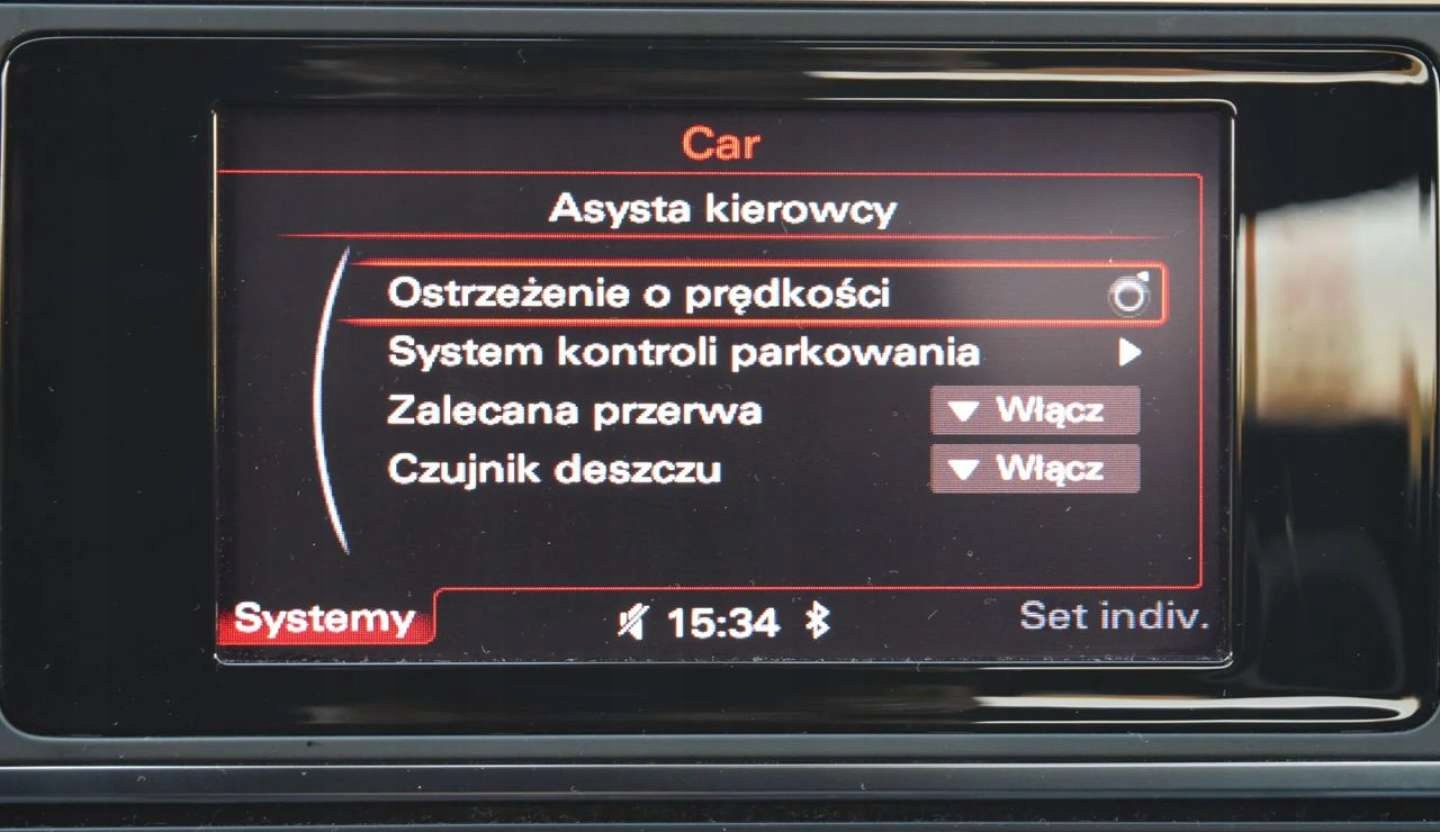 Car
Asysta kierowcy
Ostrzeżenie o prędkości
System kontroli parkowania
Zalecana przerwa Włącz
Czujnik deszczu Włącz
Systemy 15:34 Set indiv.